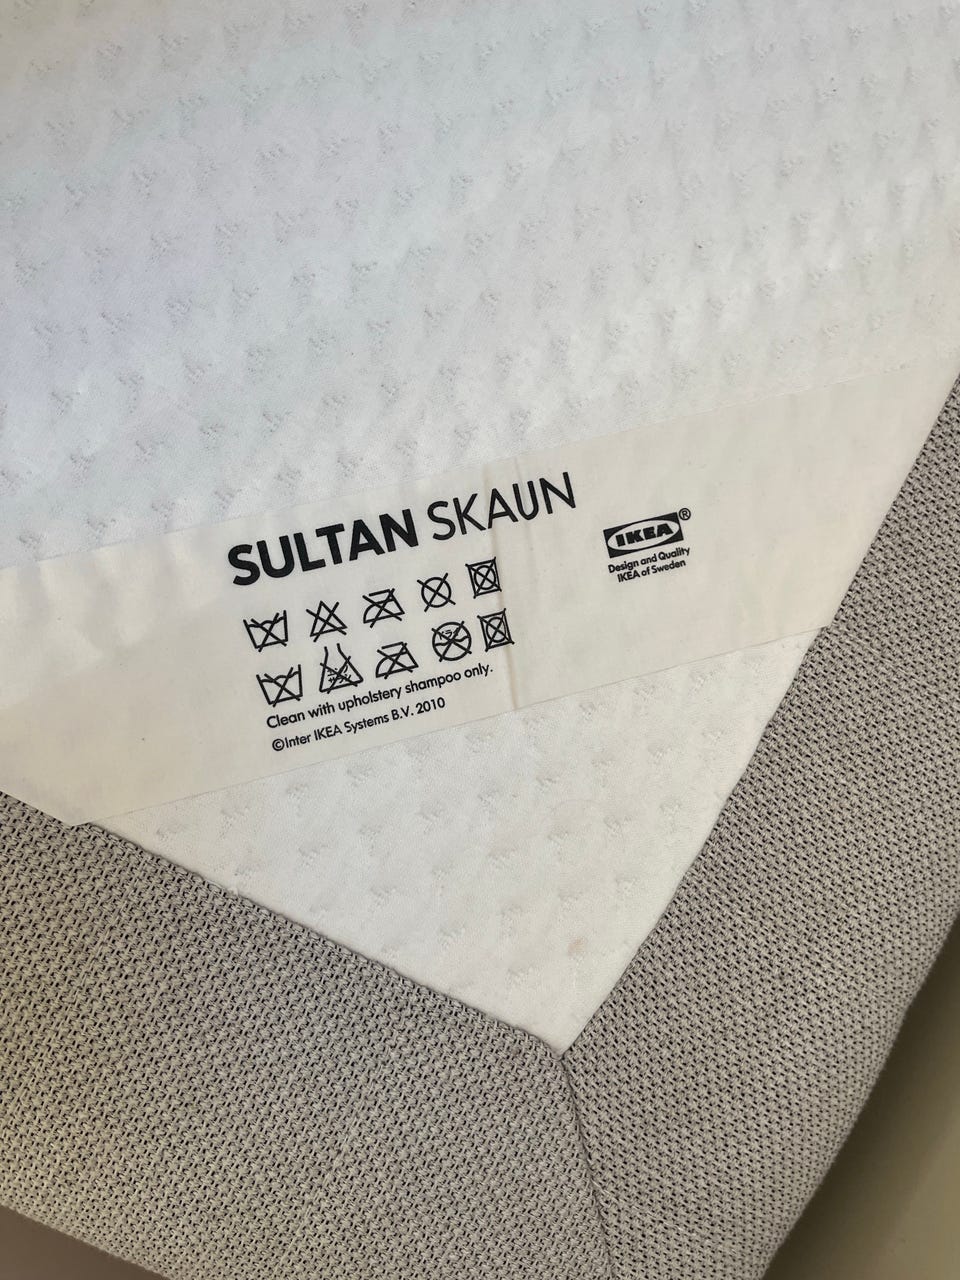 SULTAN SKAUN
IKEA®
Design and Quality
IKEA of Sweden
Clean with upholstery shampoo only.
©Inter IKEA Systems B.V. 2010